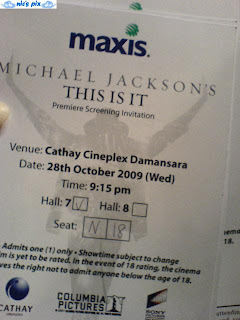 nis's pix
maxis
MICHAEL JACKSON'S
THIS IS IT
Premiere Screening Invitation
Venue: Cathay Cineplex Damansara
Date: 28th October 2009 (Wed)
Time: 9:15 pm
Hall: 7 Hall: 8
Seat: N 18
Admits one (1) only • Showtime subject to change
m is yet to be rated. In the event of 18 rating, the cinema
ves the right not to admit anyone below the age of 18.
CATHAY
COLUMBIA
PICTURES
SONY